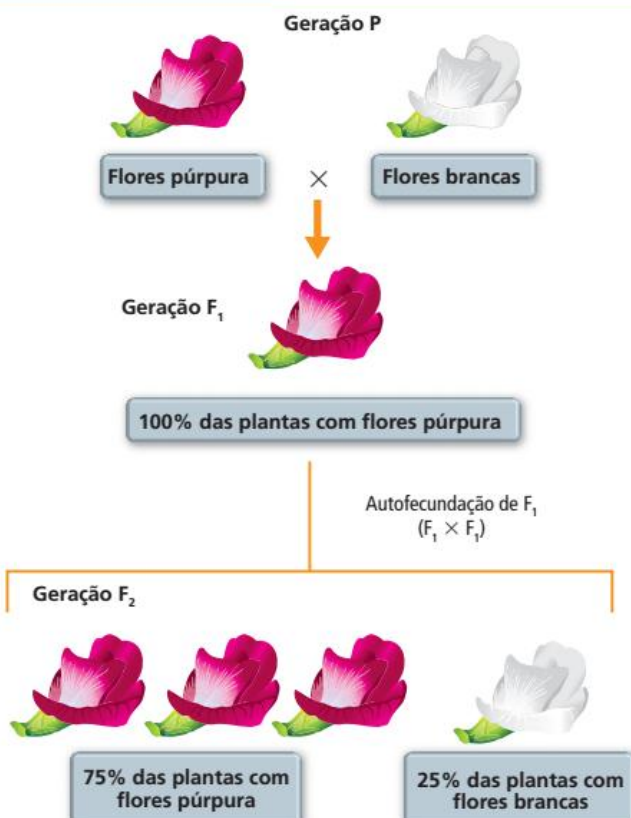 Geração P
Flores púrpura
×
Flores brancas
Geração F₁
100% das plantas com flores púrpura
Autofecundação de F₁
(F₁ × F₁)
Geração F₂
75% das plantas com
flores púrpura
25% das plantas com
flores brancas